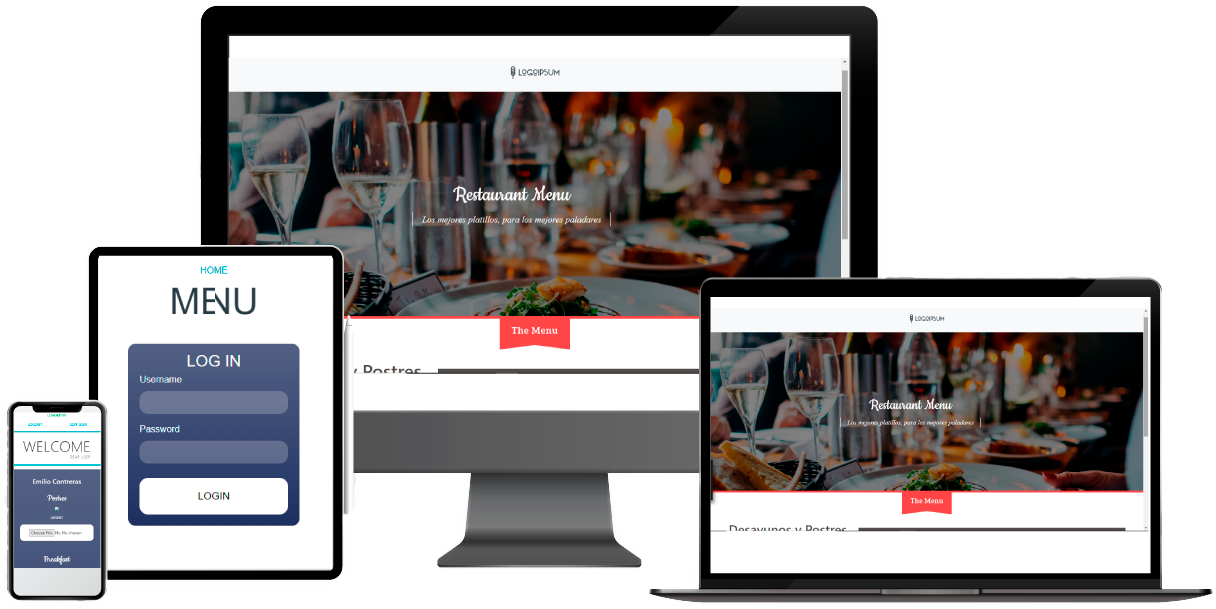 LOGOIPSUM
Restaurant Menu
Los mejores platillos, para los mejores paladares
The Menu
y Postres
HOME
MENU
LOG IN
Username
Password
LOGIN
WELCOME
Emilio Contreras
Postres
Choose File No file chosen
Breakfast
LOGOIPSUM
Restaurant Menu
Los mejores platillos, para los mejores paladares
The Menu
Desayunos y Postres